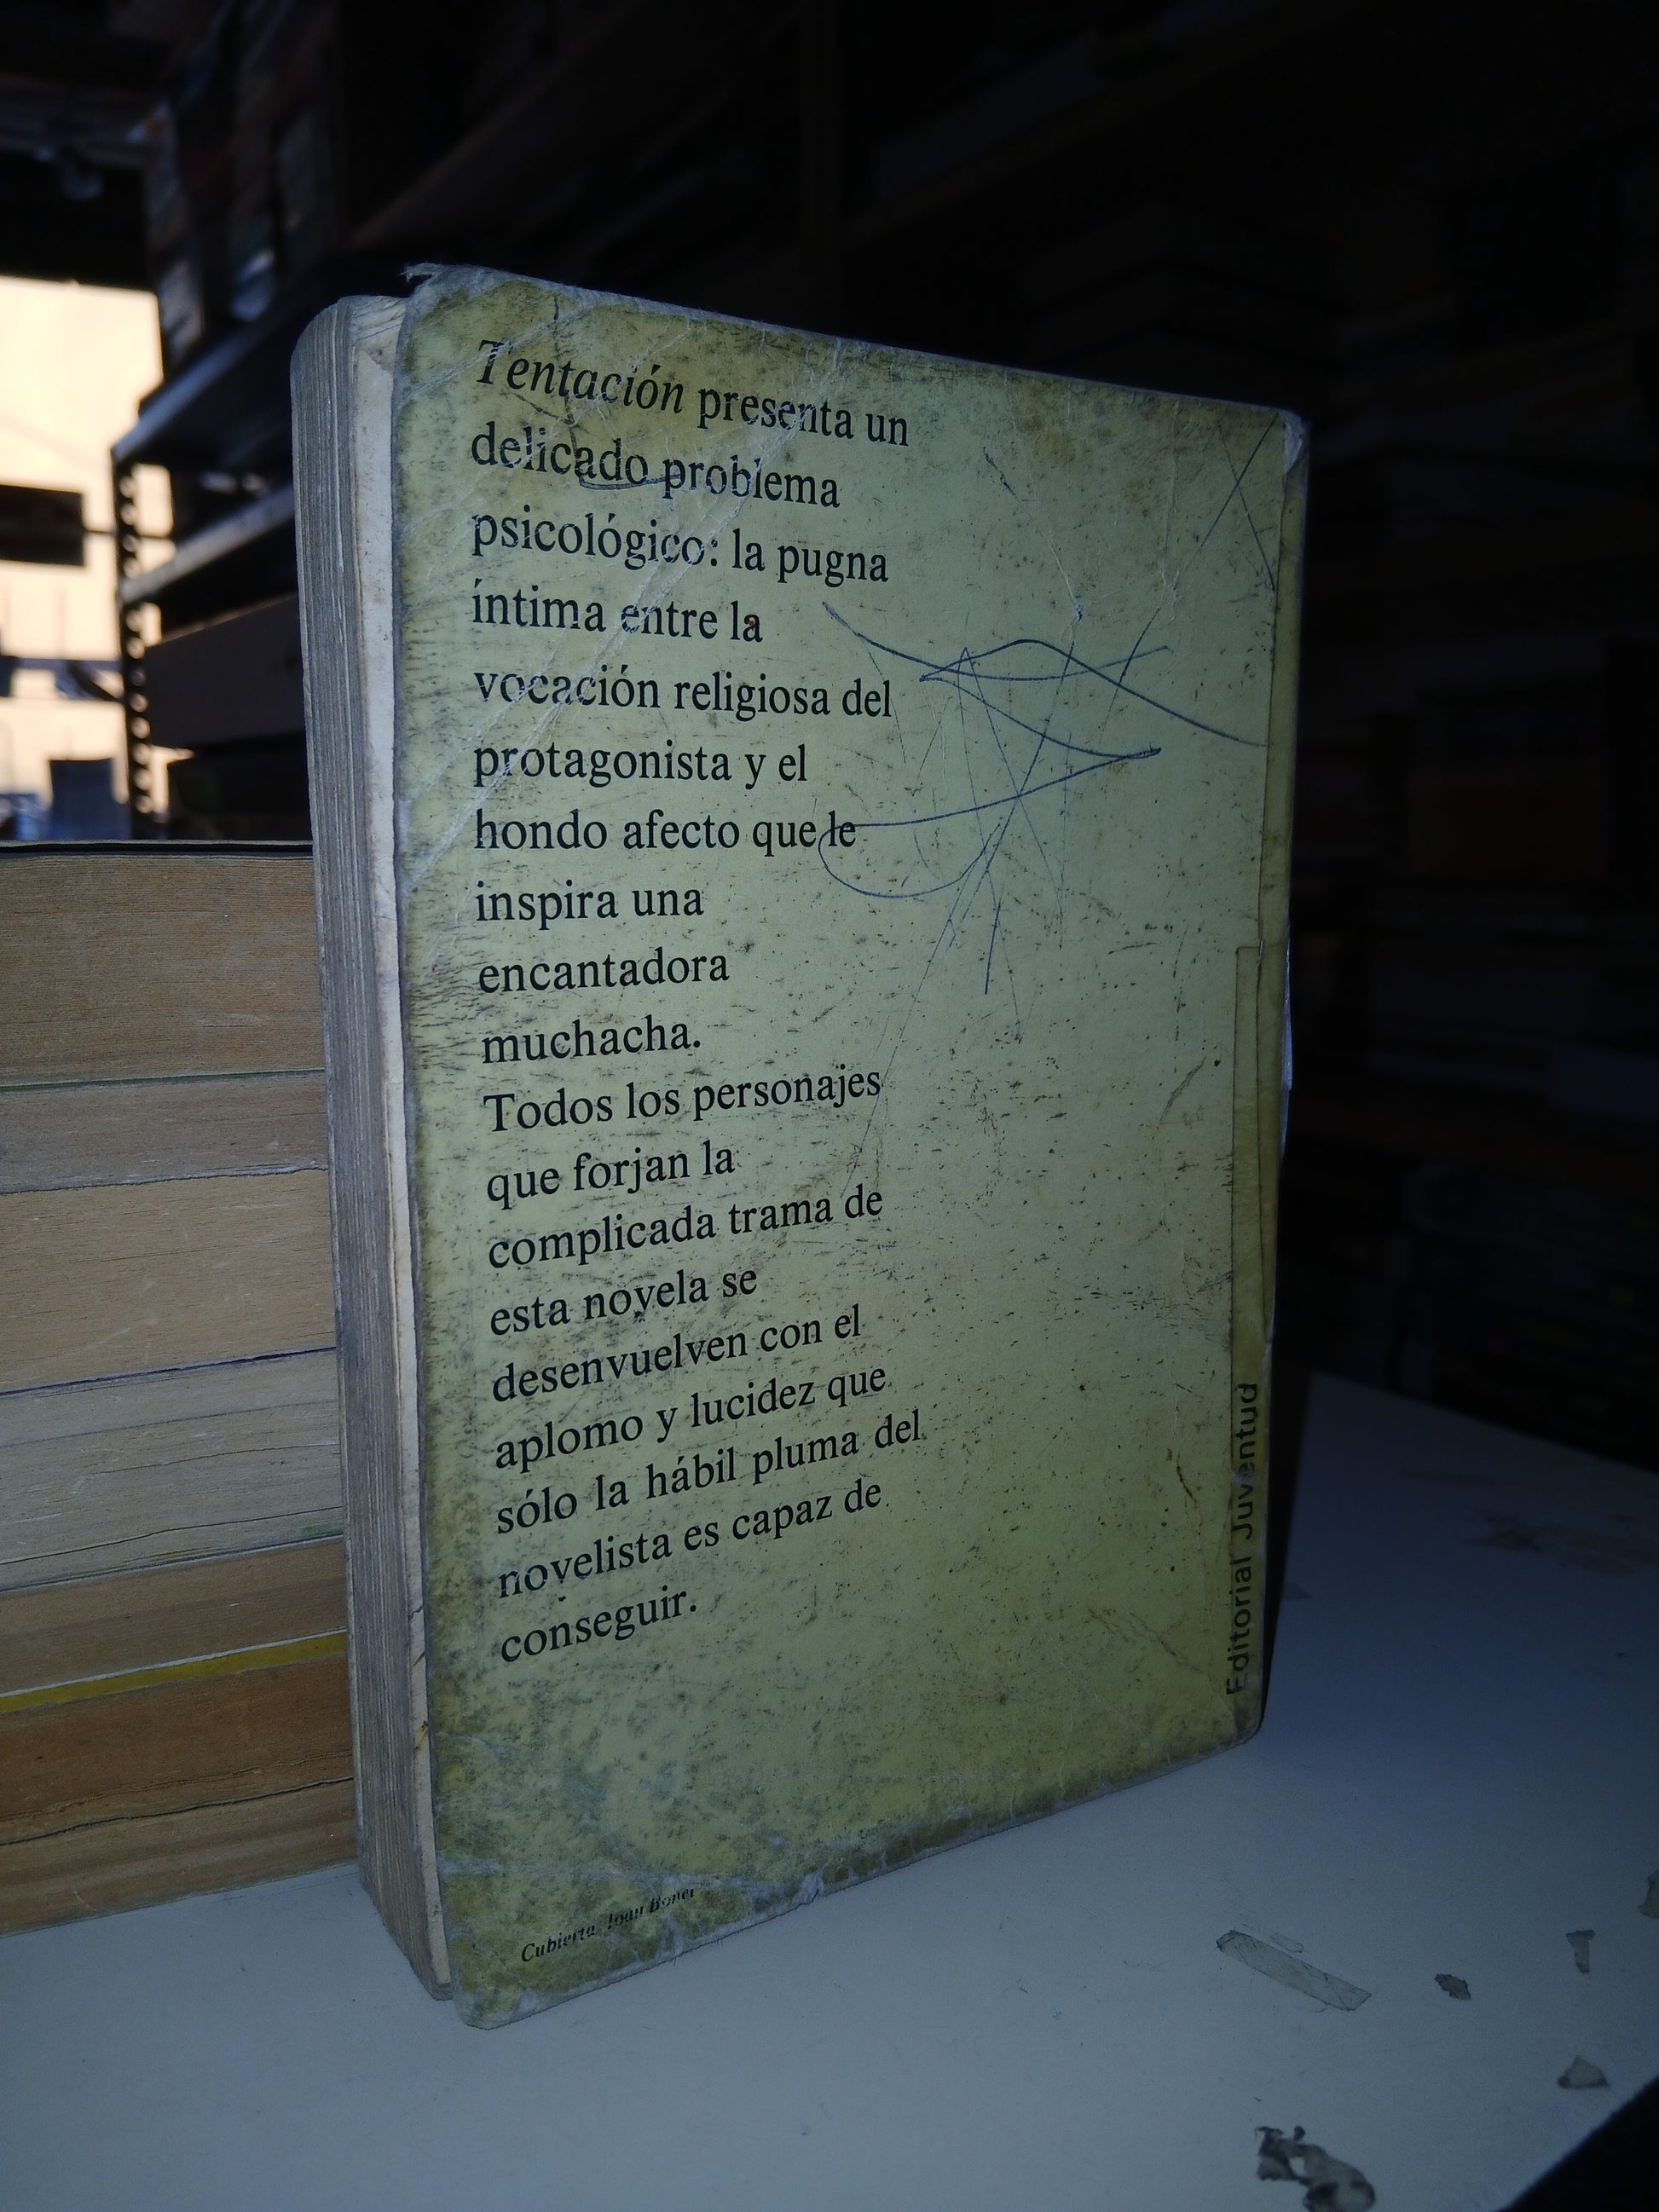 Tentación presenta un
delicado problema
psicológico: la pugna
íntima entre la
vocación religiosa del
protagonista y el
hondo afecto que le
inspira una
encantadora
muchacha.
Todos los personajes
que forjan la
complicada trama de
esta novela se
desenvuelven con el
aplomo y lucidez que
sólo la hábil pluma del
novelista es capaz de
conseguir.
Cubierta: Joan Bonet
Editorial Juventud